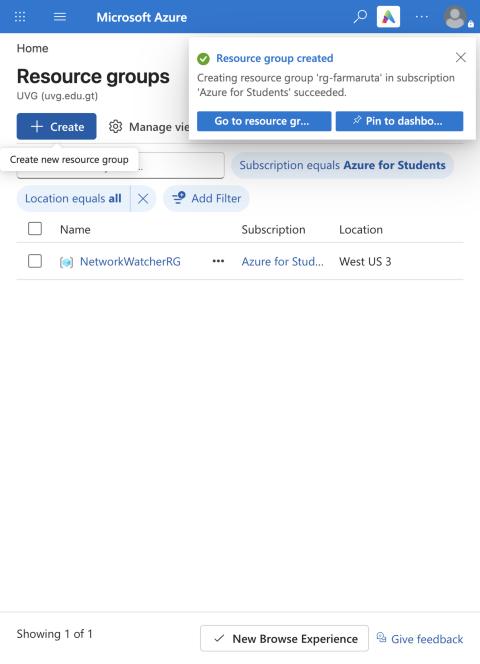 Microsoft Azure
Home
Resource groups
UVG (uvg.edu.gt)
Resource group created
Creating resource group 'rg-farmaruta' in subscription
'Azure for Students' succeeded.
Go to resource gr...
Pin to dashbo...
Create
Manage vie
Create new resource group
Subscription equals Azure for Students
Location equals all
Add Filter
Name Subscription Location
NetworkWatcherRG ••• Azure for Stud... West US 3
Showing 1 of 1
New Browse Experience
Give feedback